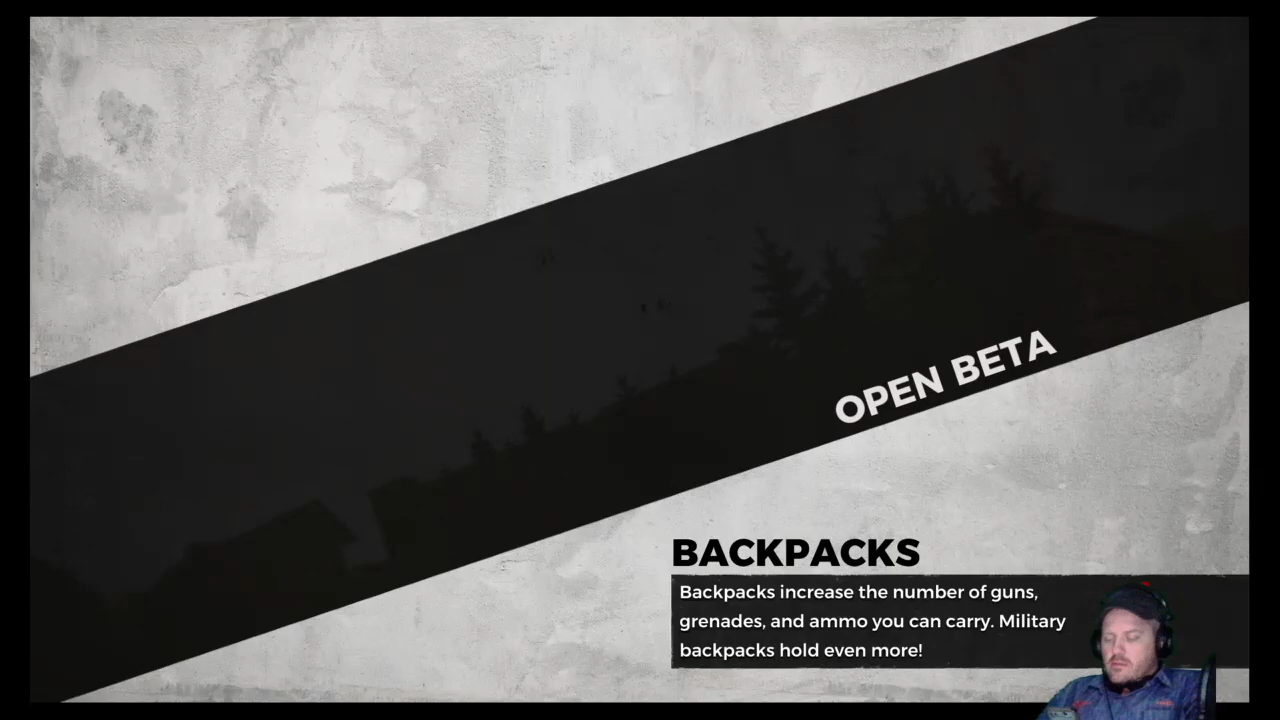 OPEN BETA
BACKPACKS
Backpacks increase the number of guns,
grenades, and ammo you can carry. Military
backpacks hold even more!